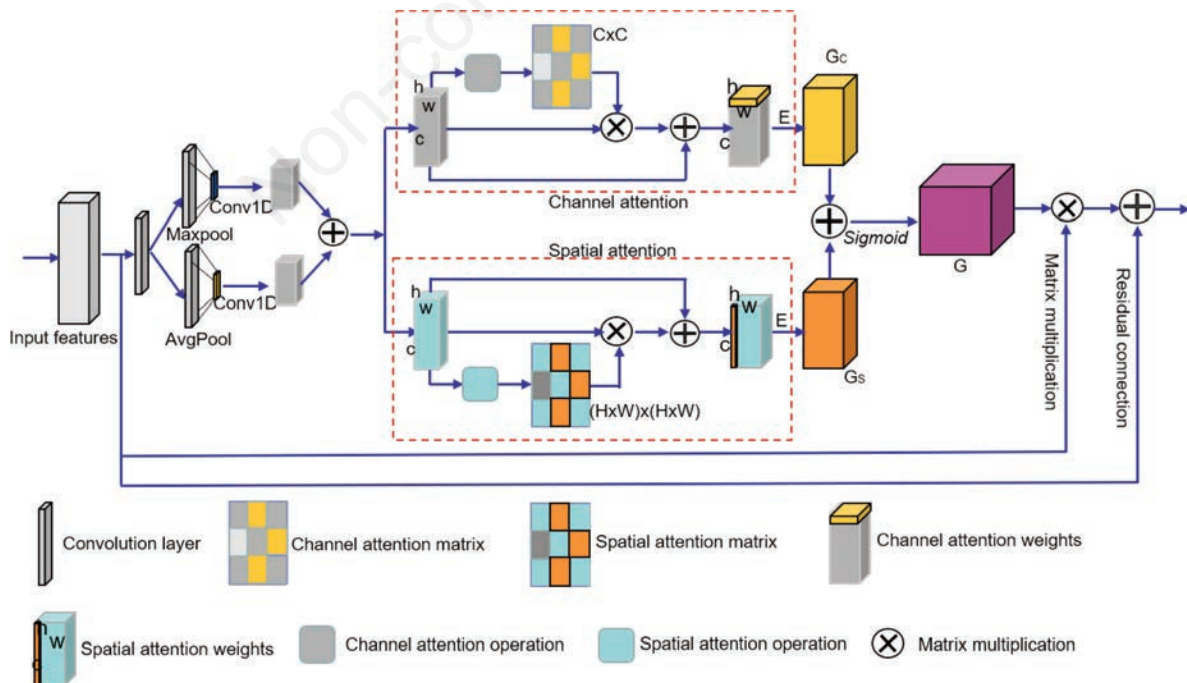 Non-co
CxC
h
W
c
h
W
c
E
Gc
Channel attention
Conv1D
Maxpool
Conv1D
AvgPool
Input features
Sigmoid
G
Matrix multiplication
Residual connection
Spatial attention
h
W
c
h
W
c
E
Gs
(HxW)x(HxW)
Convolution layer
Channel attention matrix
Spatial attention matrix
Channel attention weights
h
W
c
Spatial attention weights
Channel attention operation
Spatial attention operation
Matrix multiplication